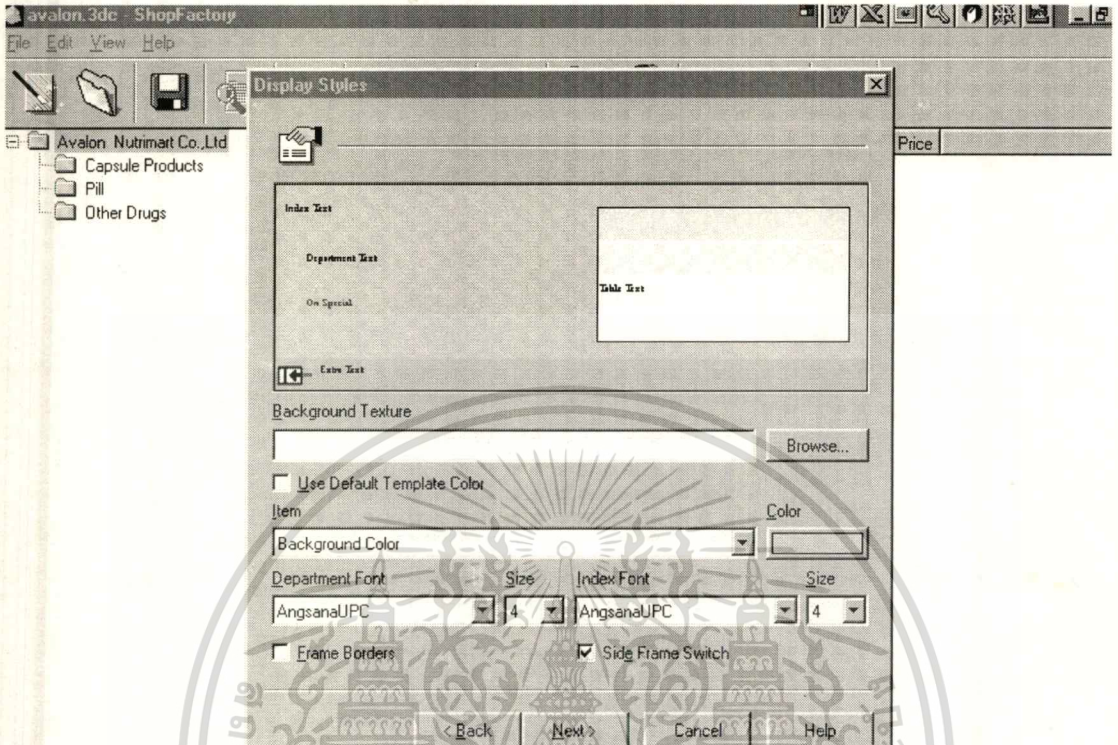 avalon.3dc - ShopFactory
File Edit View Help
Display Styles
Avalon Nutrimart Co.,Ltd
Capsule Products
Pill
Other Drugs
Price
Index Text
Department Text
On Special
Table Text
Extra Text
Background Texture
Browse...
Use Default Template Color
Item
Color
Background Color
Department Font
Size
Index Font
Size
AngsanaUPC
4
AngsanaUPC
4
Frame Borders
Side Frame Switch
< Back
Next >
Cancel
Help